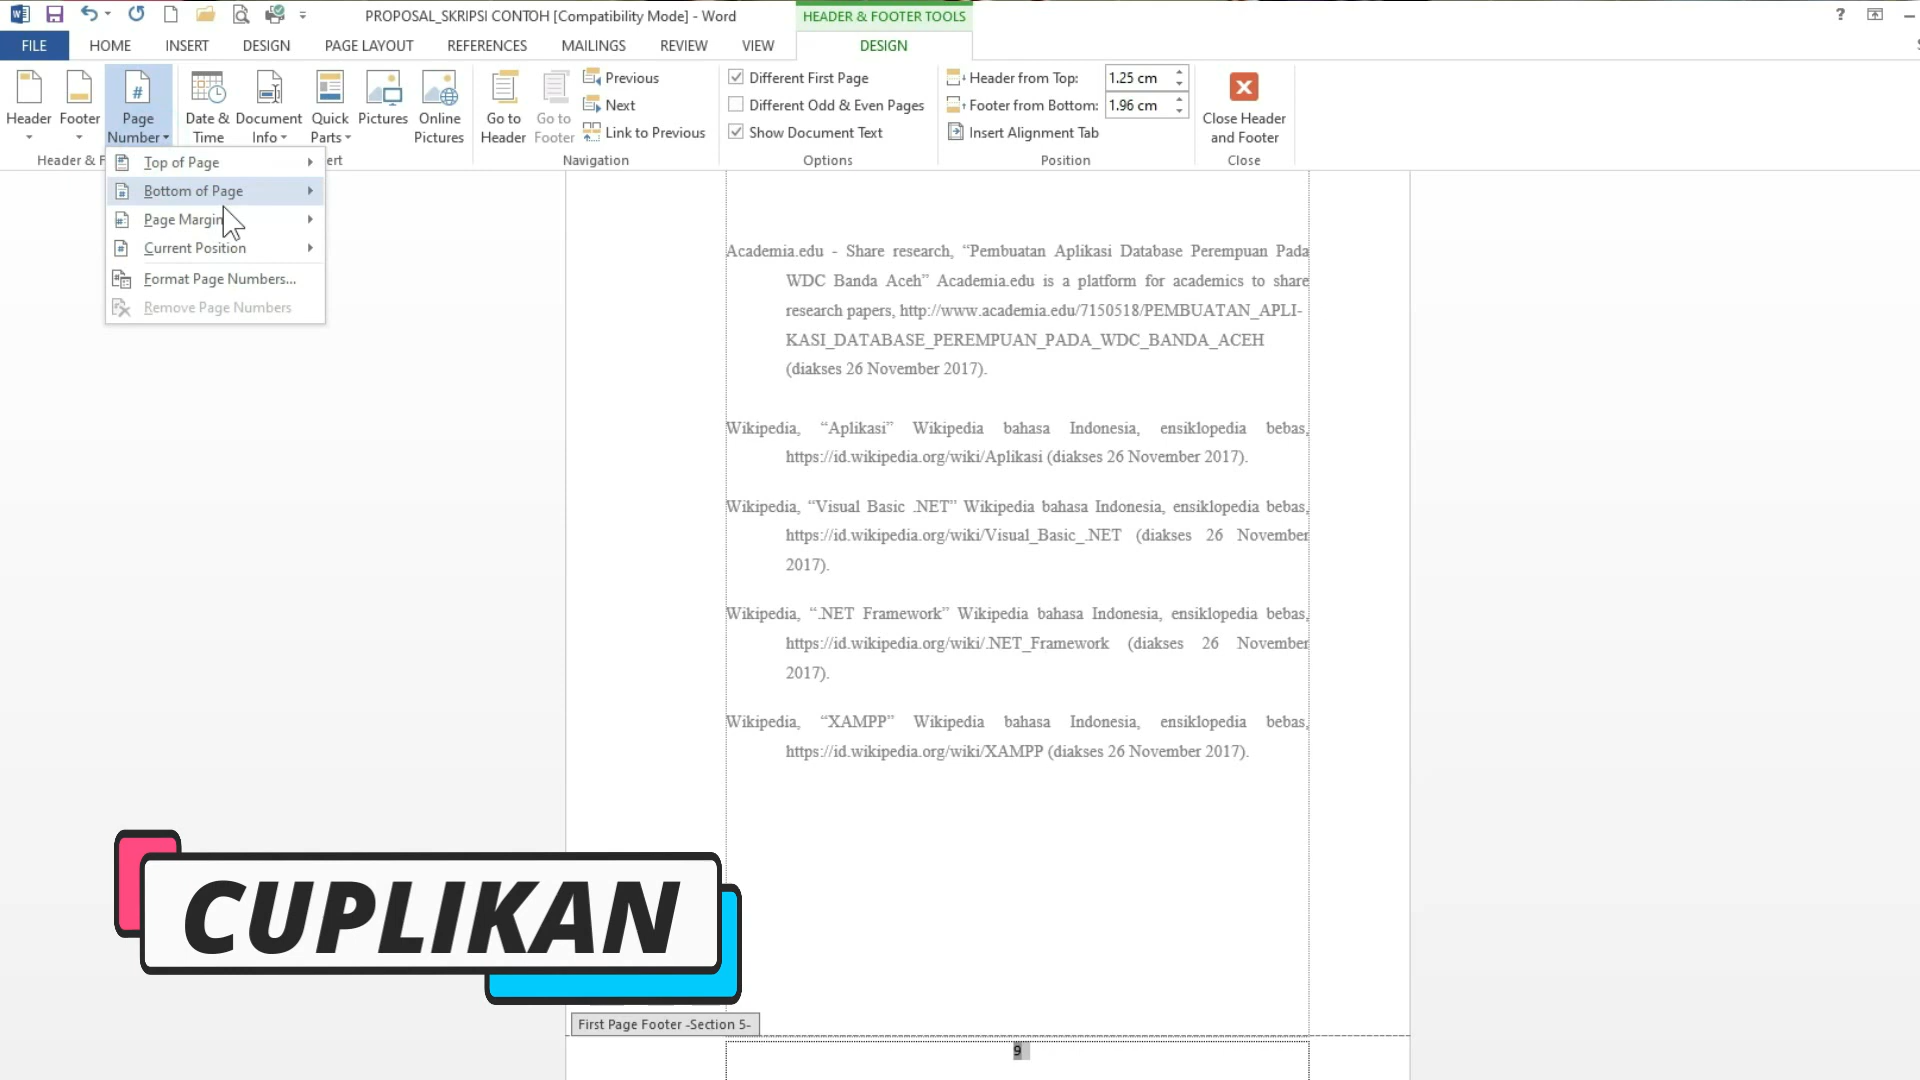 PROPOSAL_SKRIPSI CONTOH [Compatibility Mode] - Word
HEADER & FOOTER TOOLS
FILE HOME INSERT DESIGN PAGE LAYOUT REFERENCES MAILINGS REVIEW VIEW DESIGN
Header
Footer
Page Number
Date & Time
Document Info
Quick Parts
Pictures
Online Pictures
Go to Header
Go to Footer
Previous
Next
Link to Previous
Navigation
Different First Page
Different Odd & Even Pages
Show Document Text
Options
Header from Top: 1.25 cm
Footer from Bottom: 1.96 cm
Insert Alignment Tab
Position
Close Header and Footer
Close
Header & F
Top of Page
Bottom of Page
Page Margin
Current Position
Format Page Numbers...
Remove Page Numbers
Academia.edu - Share research, “Pembuatan Aplikasi Database Perempuan Pada
WDC Banda Aceh” Academia.edu is a platform for academics to share
research papers, http://www.academia.edu/7150518/PEMBUATAN_APLI-
KASI_DATABASE_PEREMPUAN_PADA_WDC_BANDA_ACEH
(diakses 26 November 2017).
Wikipedia, “Aplikasi” Wikipedia bahasa Indonesia, ensiklopedia bebas,
https://id.wikipedia.org/wiki/Aplikasi (diakses 26 November 2017).
Wikipedia, “Visual Basic .NET” Wikipedia bahasa Indonesia, ensiklopedia bebas,
https://id.wikipedia.org/wiki/Visual_Basic_.NET (diakses 26 November
2017).
Wikipedia, “.NET Framework” Wikipedia bahasa Indonesia, ensiklopedia bebas,
https://id.wikipedia.org/wiki/.NET_Framework (diakses 26 November
2017).
Wikipedia, “XAMPP” Wikipedia bahasa Indonesia, ensiklopedia bebas,
https://id.wikipedia.org/wiki/XAMPP (diakses 26 November 2017).
CUPLIKAN
First Page Footer -Section 5-
9